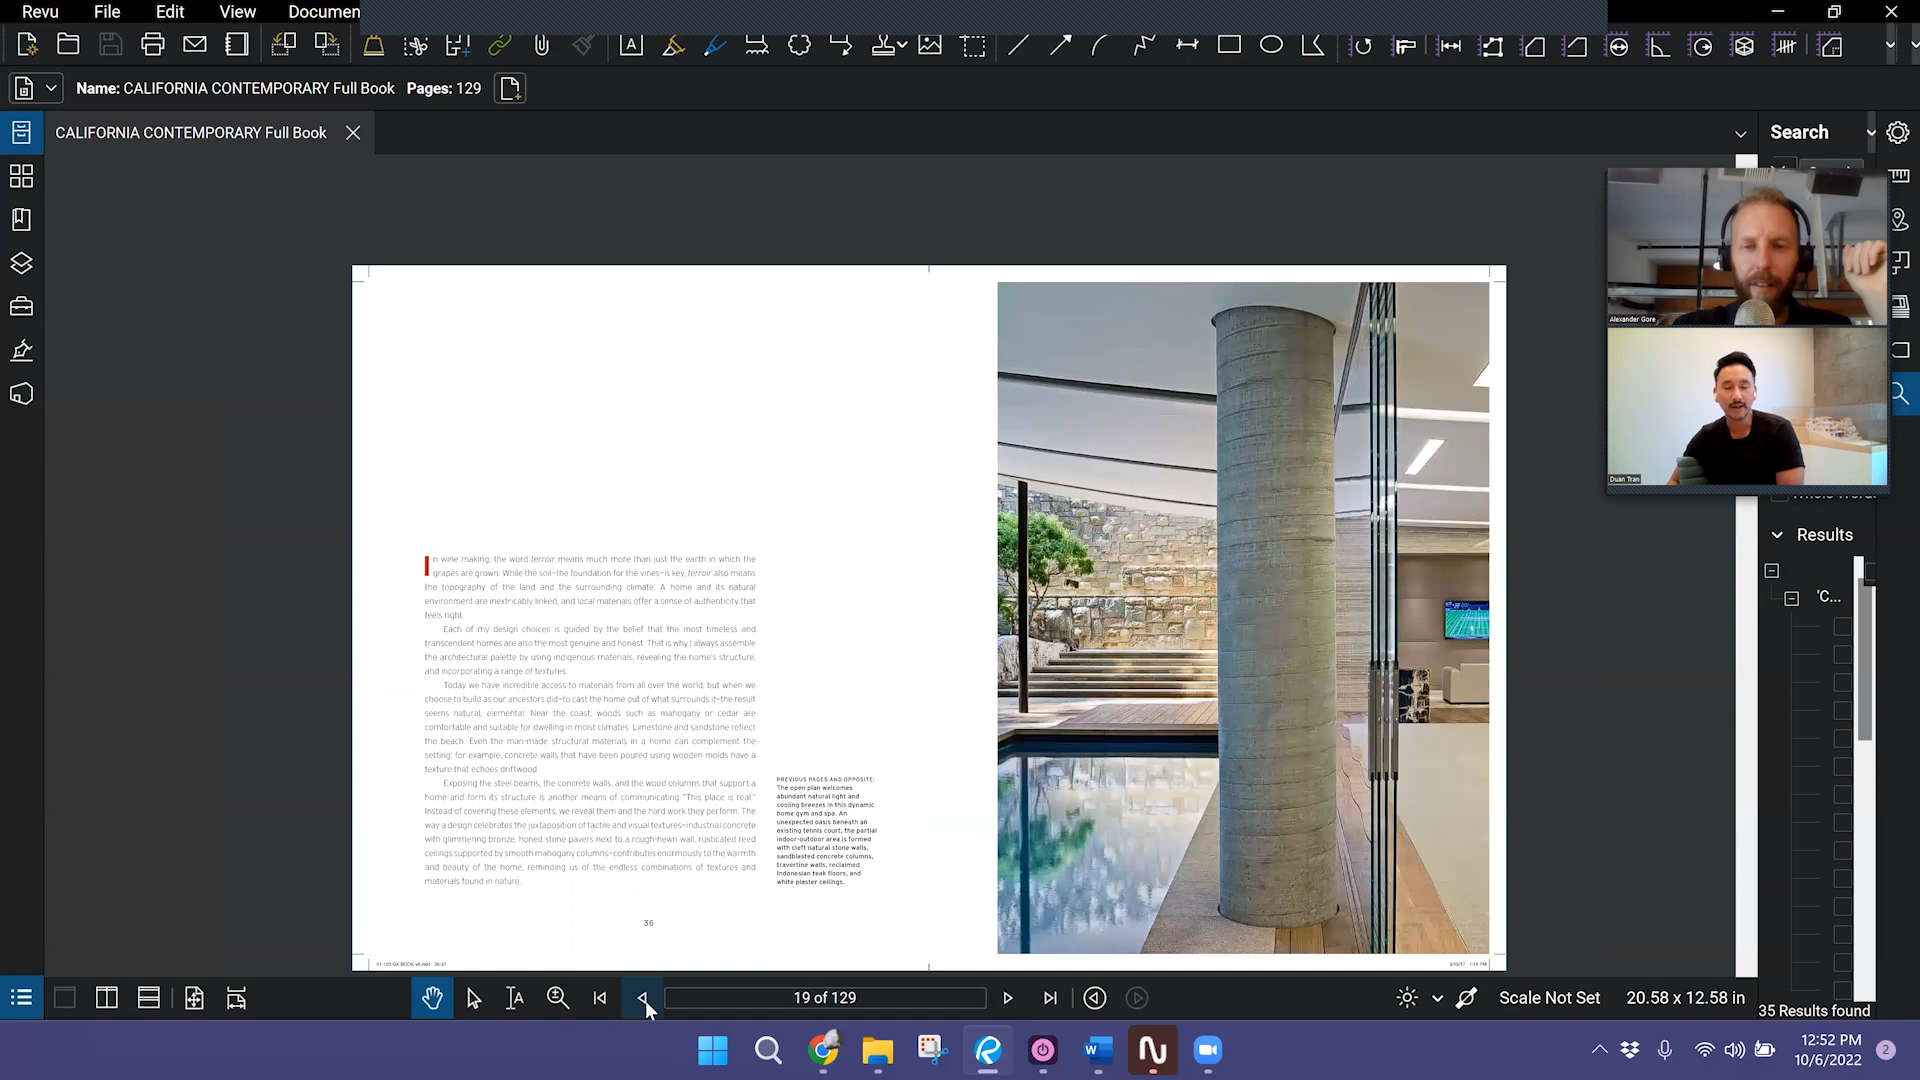 Revu File Edit View Documen
Name: CALIFORNIA CONTEMPORARY Full Book Pages: 129
CALIFORNIA CONTEMPORARY Full Book
Search
Alexander Gore
Duan Tran
Results
'C...
In wine making, the word terroir means much more than just the earth in which the
grapes are grown. While the soil—the foundation for the vines—is key, terroir also means
the topography of the land and the surrounding climate. A home and its natural
environment are inextricably linked, and local materials offer a sense of authenticity that
feels right.
Each of my design choices is guided by the belief that the most timeless and
transcendent homes are also the most genuine and honest. That is why I always assemble
the architectural palette by using indigenous materials, revealing the home's structure,
and incorporating a range of textures.
Today we have incredible access to materials from all over the world, but when we
choose to build as our ancestors did—to cast the home out of what surrounds it—the result
seems natural, elemental. Near the coast, woods such as mahogany or cedar are
comfortable and suitable for dwelling in moist climates. Limestone and sandstone reflect
the beach. Even the man-made structural materials in a home can complement the
setting: for example, concrete walls that have been poured using wooden molds have a
texture that echoes driftwood.
Exposing the steel beams, the concrete walls, and the wood columns that support a
home and form its structure is another means of communicating "This place is real."
Instead of covering these elements, we reveal them and the hard work they perform. The
way a design celebrates the juxtaposition of tactile and visual textures—industrial concrete
with glimmering bronze, honed stone pavers next to a rough-hewn wall, rusticated reed
ceilings supported by smooth mahogany columns—contributes enormously to the warmth
and beauty of the home, reminding us of the endless combinations of textures and
materials found in nature.
PREVIOUS PAGES AND OPPOSITE:
The open plan welcomes
abundant natural light and
cooling breezes in this dynamic
home gym and spa. An
unexpected oasis beneath an
existing tennis court, the partial
indoor-outdoor area is formed
with cleft natural stone walls,
sandblasted concrete columns,
travertine walls, reclaimed
Indonesian teak floors, and
white plaster ceilings.
36
19 of 129
Scale Not Set 20.58 x 12.58 in
35 Results found
12:52 PM
10/6/2022
2